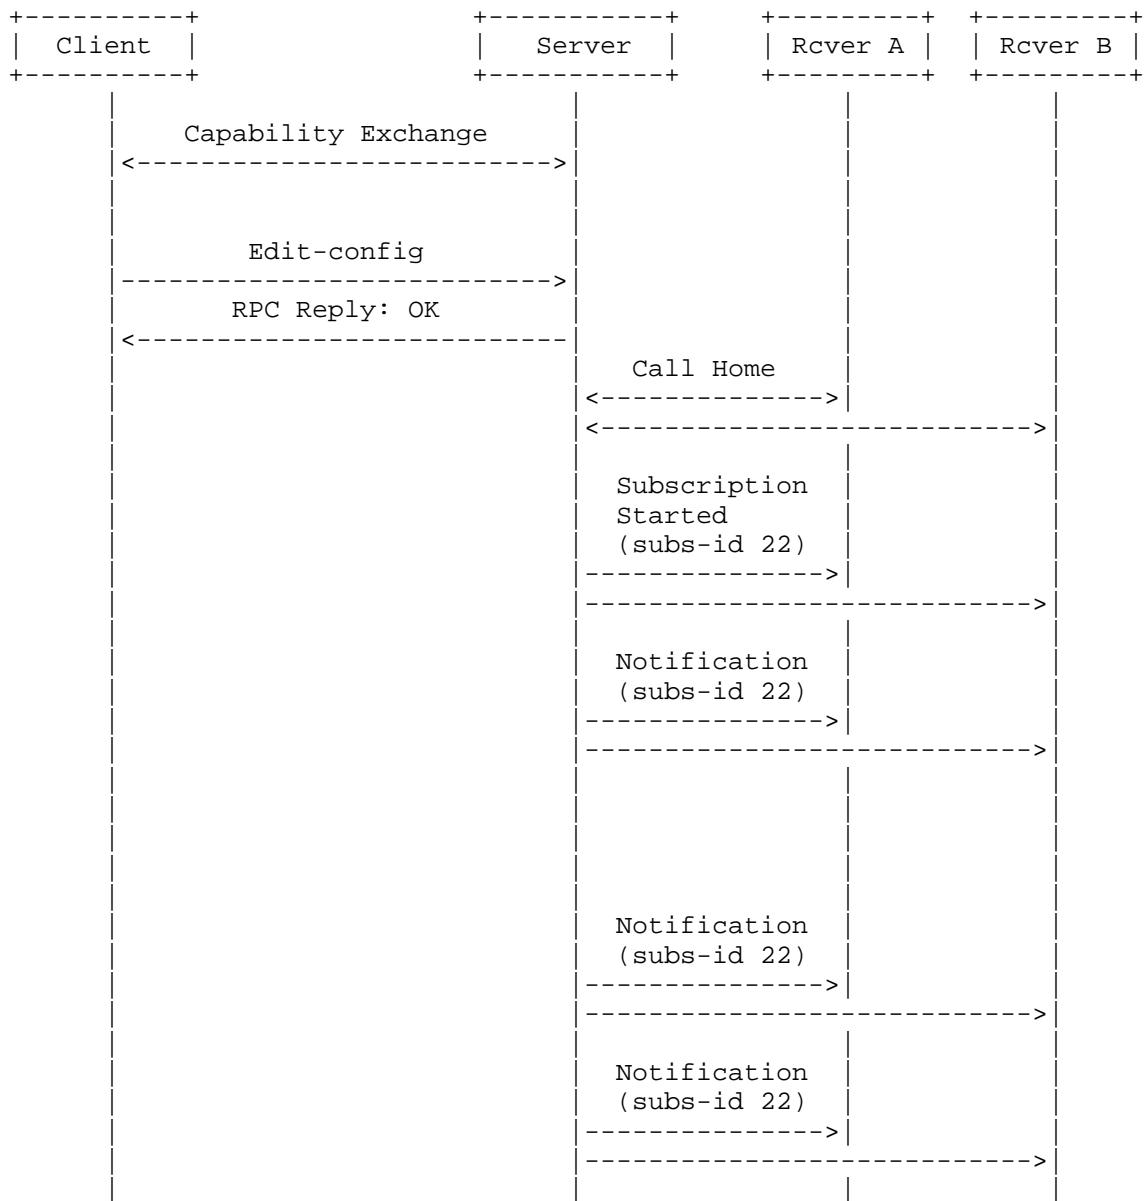 Client Server Rcver A Rcver B
Capability Exchange
Edit-config
RPC Reply: OK
Call Home
Subscription
Started
(subs-id 22)
Notification
(subs-id 22)
Notification
(subs-id 22)
Notification
(subs-id 22)